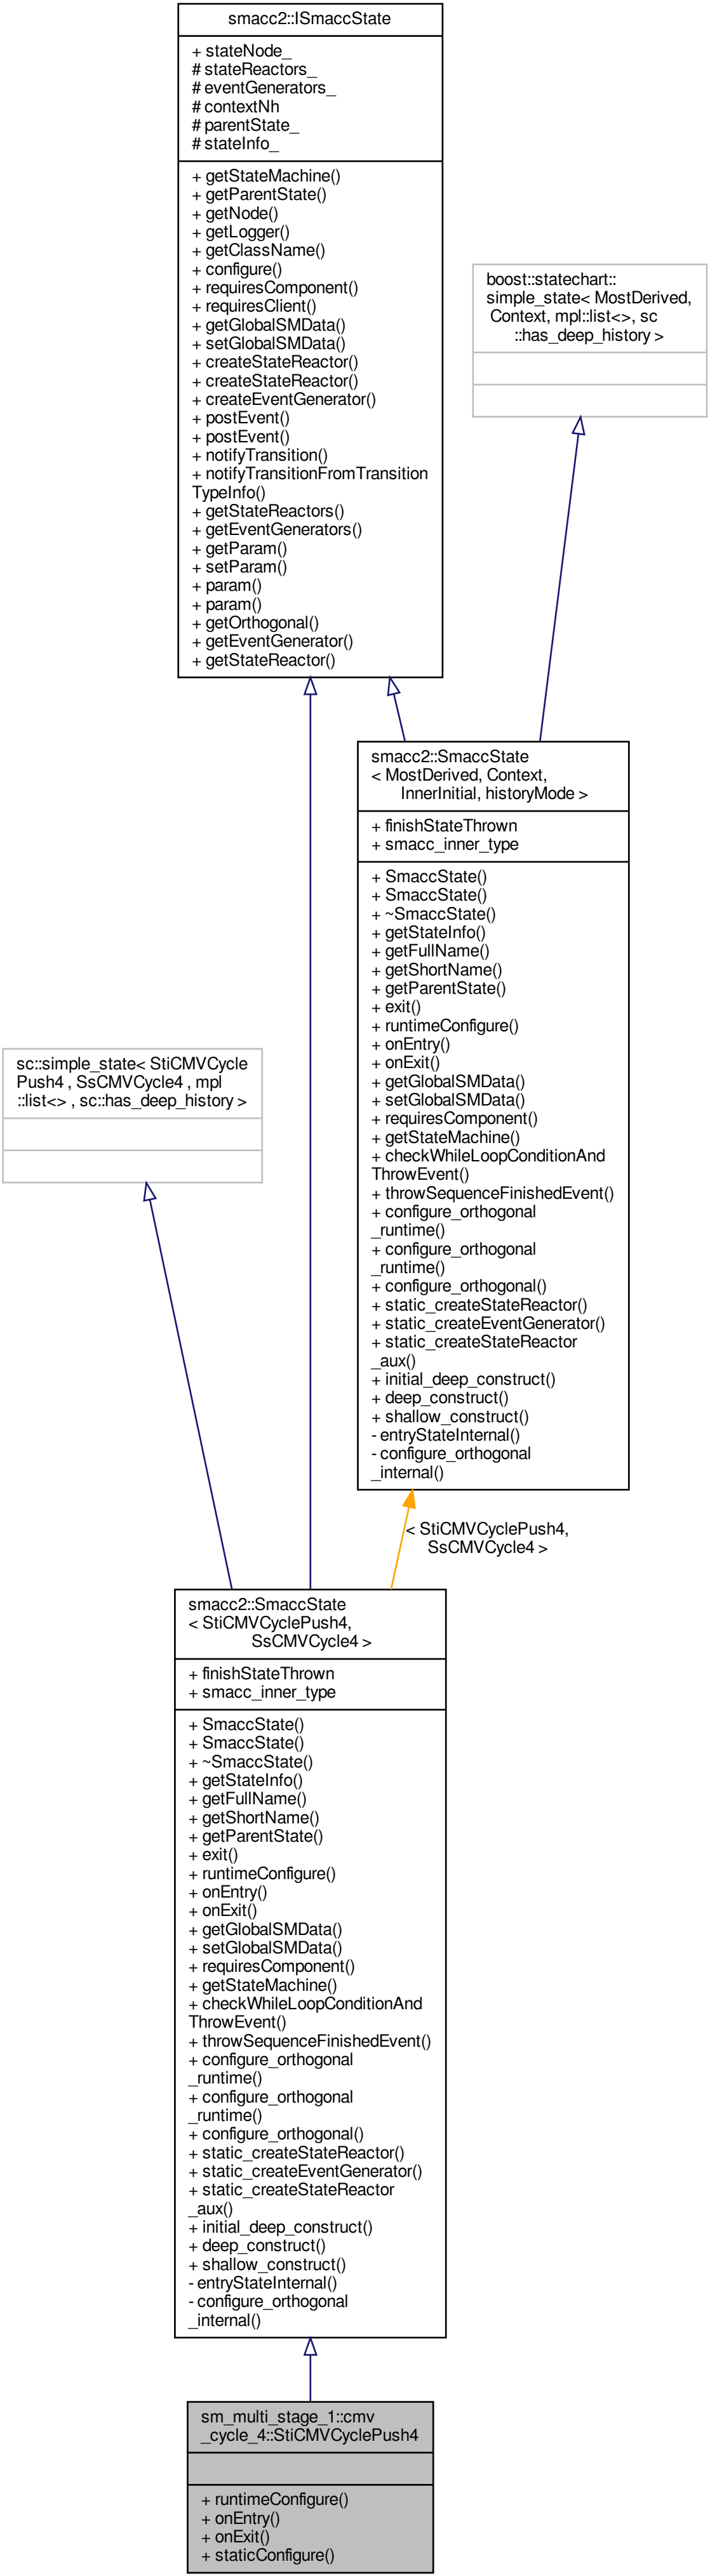 smacc2::ISmaccState
+ stateNode_
# stateReactors_
# eventGenerators_
# contextNh
# parentState_
# stateInfo_
+ getStateMachine()
+ getParentState()
+ getNode()
+ getLogger()
+ getClassName()
+ configure()
+ requiresComponent()
+ requiresClient()
+ getGlobalSMData()
+ setGlobalSMData()
+ createStateReactor()
+ createStateReactor()
+ createEventGenerator()
+ postEvent()
+ postEvent()
+ notifyTransition()
+ notifyTransitionFromTransition
TypeInfo()
+ getStateReactors()
+ getEventGenerators()
+ getParam()
+ setParam()
+ param()
+ param()
+ getOrthogonal()
+ getEventGenerator()
+ getStateReactor()
boost::statechart::
simple_state< MostDerived,
Context, mpl::list<>, sc
::has_deep_history >
smacc2::SmaccState
< MostDerived, Context,
InnerInitial, historyMode >
+ finishStateThrown
+ smacc_inner_type
+ SmaccState()
+ SmaccState()
+ ~SmaccState()
+ getStateInfo()
+ getFullName()
+ getShortName()
+ getParentState()
+ exit()
+ runtimeConfigure()
+ onEntry()
+ onExit()
+ getGlobalSMData()
+ setGlobalSMData()
+ requiresComponent()
+ getStateMachine()
+ checkWhileLoopConditionAnd
ThrowEvent()
+ throwSequenceFinishedEvent()
+ configure_orthogonal
_runtime()
+ configure_orthogonal
_runtime()
+ configure_orthogonal()
+ static_createStateReactor()
+ static_createEventGenerator()
+ static_createStateReactor
_aux()
+ initial_deep_construct()
+ deep_construct()
+ shallow_construct()
- entryStateInternal()
- configure_orthogonal
_internal()
sc::simple_state< StiCMVCycle
Push4 , SsCMVCycle4 , mpl
::list<> , sc::has_deep_history >
< StiCMVCyclePush4,
SsCMVCycle4 >
smacc2::SmaccState
< StiCMVCyclePush4,
SsCMVCycle4 >
+ finishStateThrown
+ smacc_inner_type
+ SmaccState()
+ SmaccState()
+ ~SmaccState()
+ getStateInfo()
+ getFullName()
+ getShortName()
+ getParentState()
+ exit()
+ runtimeConfigure()
+ onEntry()
+ onExit()
+ getGlobalSMData()
+ setGlobalSMData()
+ requiresComponent()
+ getStateMachine()
+ checkWhileLoopConditionAnd
ThrowEvent()
+ throwSequenceFinishedEvent()
+ configure_orthogonal
_runtime()
+ configure_orthogonal
_runtime()
+ configure_orthogonal()
+ static_createStateReactor()
+ static_createEventGenerator()
+ static_createStateReactor
_aux()
+ initial_deep_construct()
+ deep_construct()
+ shallow_construct()
- entryStateInternal()
- configure_orthogonal
_internal()
sm_multi_stage_1::cmv
_cycle_4::StiCMVCyclePush4
+ runtimeConfigure()
+ onEntry()
+ onExit()
+ staticConfigure()